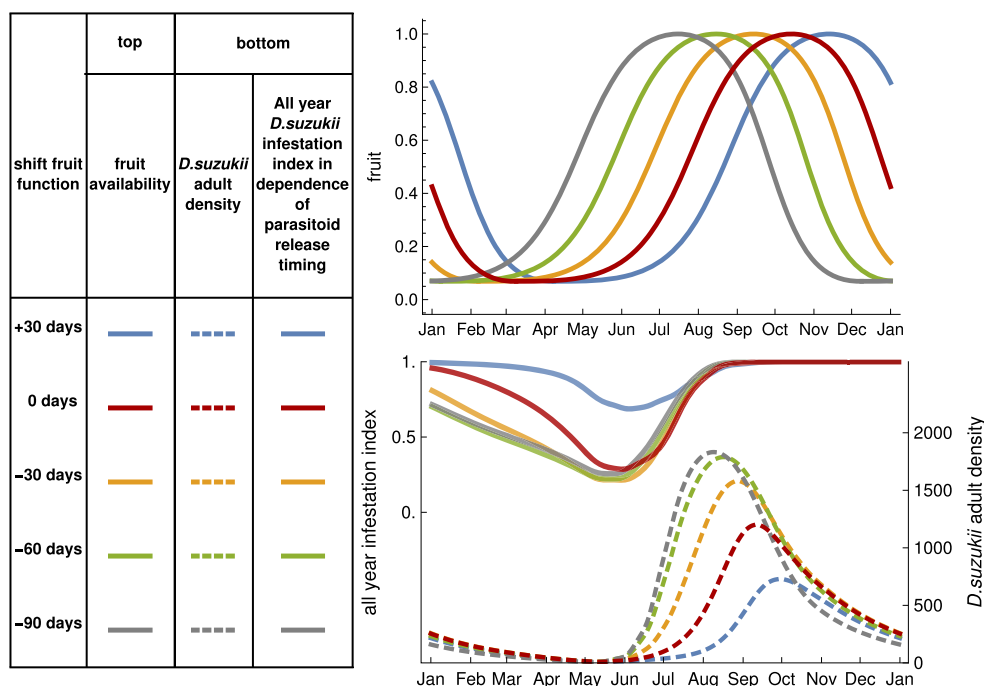 top
bottom
shift fruit
function
fruit
availability
D.suzukii
adult
density
All year
D.suzukii
infestation
index in
dependence
of
parasitoid
release
timing
+30 days
0 days
−30 days
−60 days
−90 days
fruit
1.0
0.8
0.6
0.4
0.2
0.0
Jan Feb Mar Apr May Jun Jul Aug Sep Oct Nov Dec Jan
all year infestation index
1.
0.5
0.
2000
1500
1000
500
0
D.suzukii adult density
Jan Feb Mar Apr May Jun Jul Aug Sep Oct Nov Dec Jan